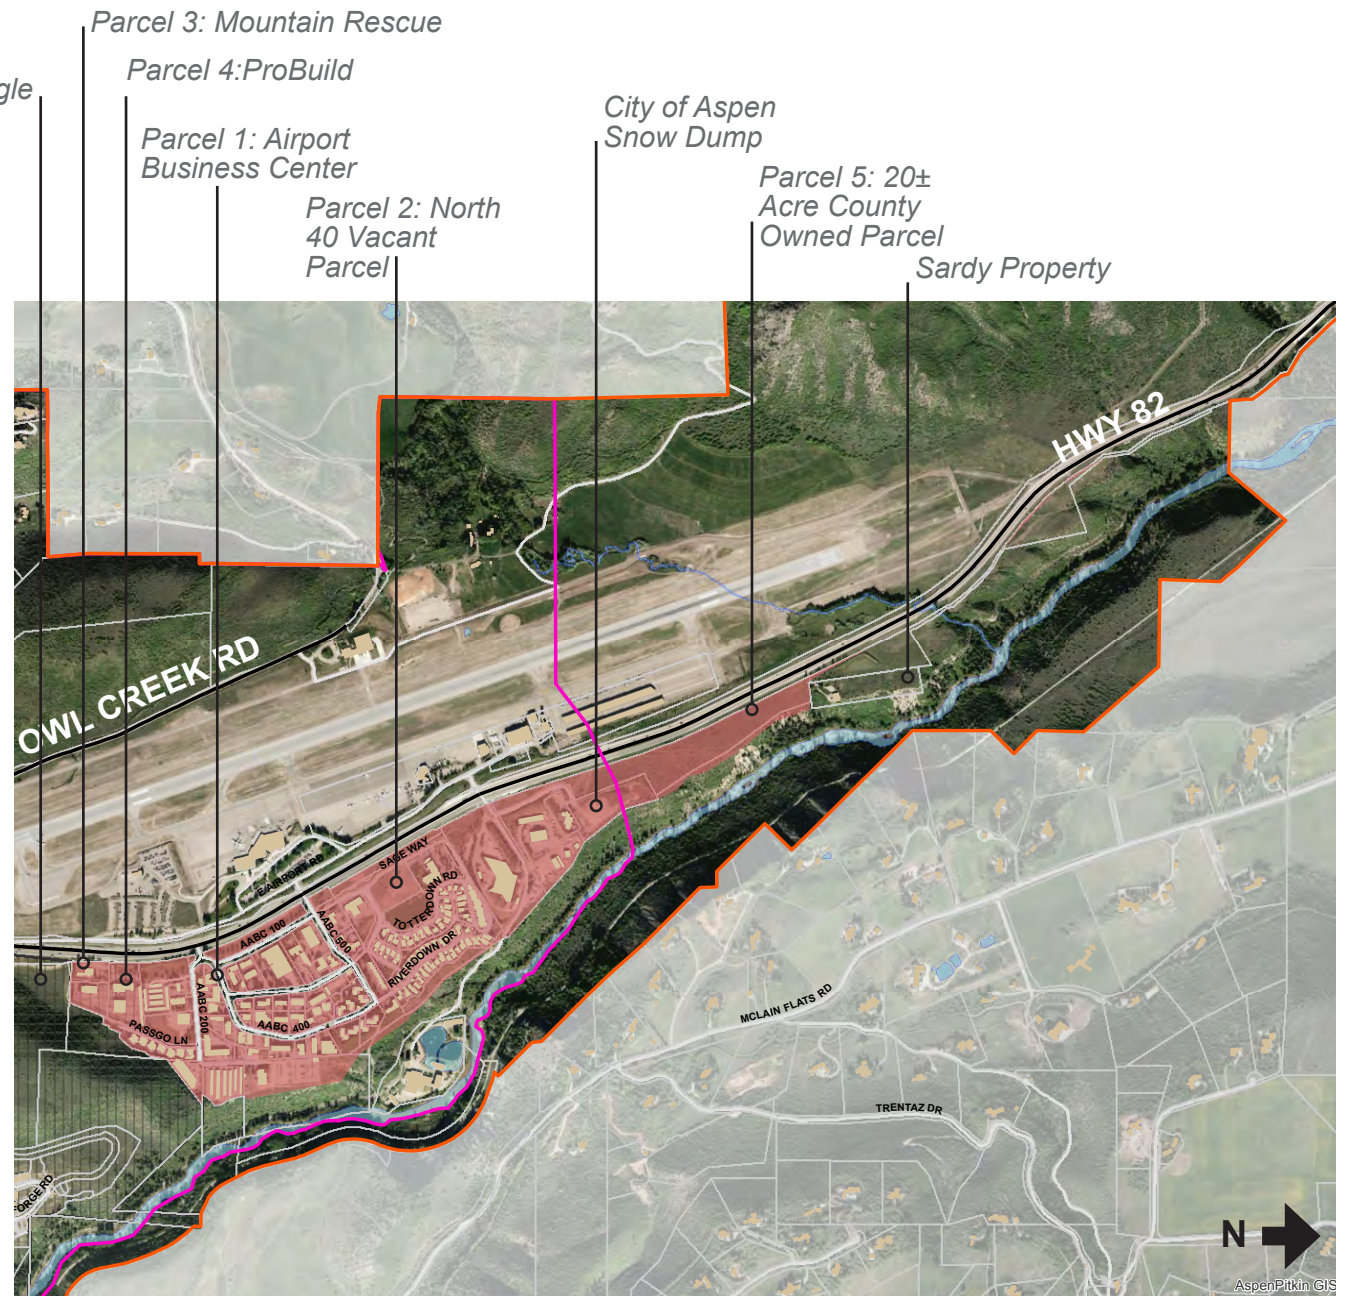 Parcel 3: Mountain Rescue
Parcel 4:ProBuild
gle
City of Aspen
Snow Dump
Parcel 1: Airport
Business Center
Parcel 5: 20±
Acre County
Owned Parcel
Parcel 2: North
40 Vacant
Parcel
Sardy Property
HWY 82
OWL CREEK RD
SAGE WAY
E AIRPORT RD
TOTTERDOWN RD
AABC 100
AABC 500
RIVERDOWN DR
AABC 200
AABC 400
PASSGO LN
MCLAIN FLATS RD
TRENTAZ DR
FORGE RD
N
AspenPitkin GIS